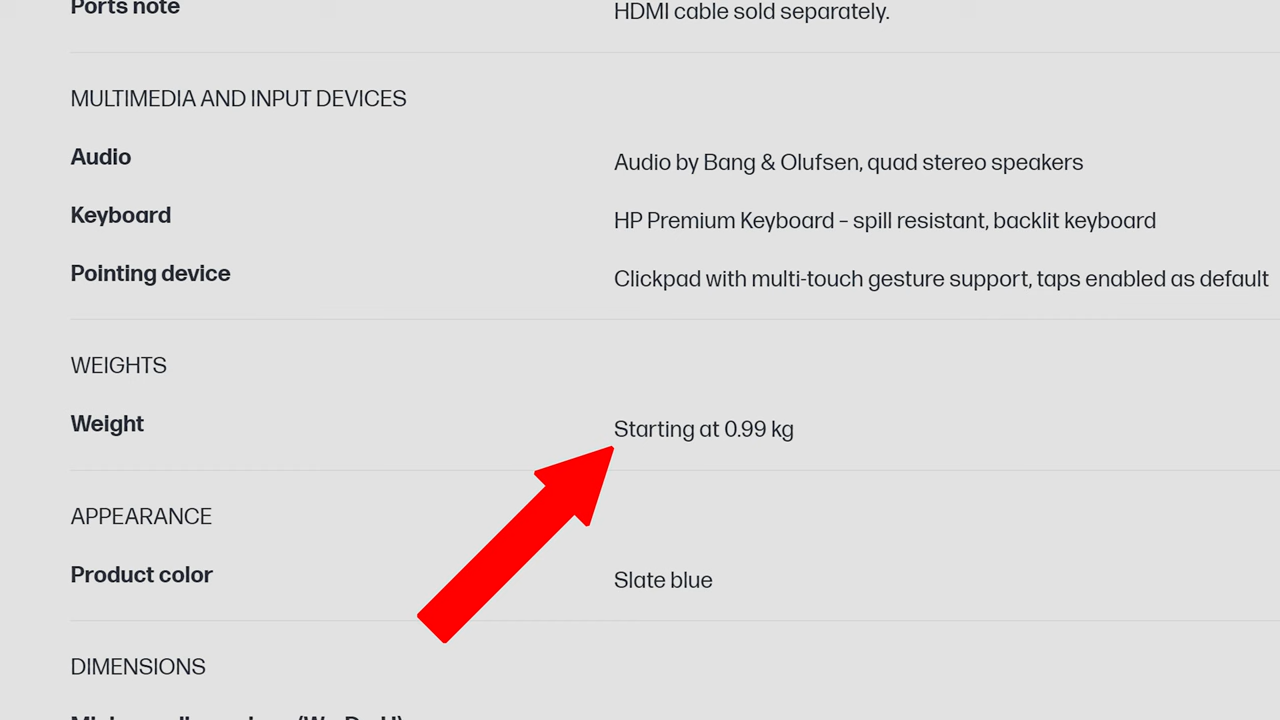 Ports note
HDMI cable sold separately.
MULTIMEDIA AND INPUT DEVICES
Audio
Audio by Bang & Olufsen, quad stereo speakers
Keyboard
HP Premium Keyboard – spill resistant, backlit keyboard
Pointing device
Clickpad with multi-touch gesture support, taps enabled as default
WEIGHTS
Weight
Starting at 0.99 kg
APPEARANCE
Product color
Slate blue
DIMENSIONS